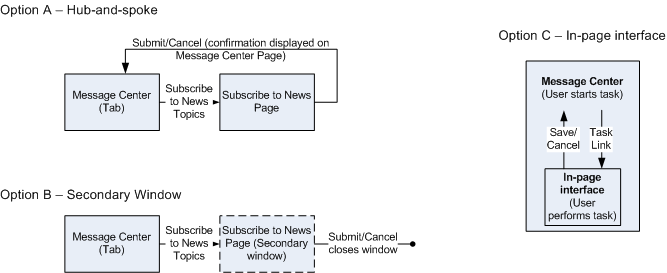 Option A – Hub-and-spoke
Submit/Cancel (confirmation displayed on
Message Center Page)
Message Center
(Tab)
Subscribe
to News
Topics
Subscribe to News
Page
Option B – Secondary Window
Message Center
(Tab)
Subscribe
to News
Topics
Subscribe to News
Page (Secondary
window)
Submit/Cancel
closes window
Option C – In-page interface
Message Center
(User starts task)
Save/
Cancel
Task
Link
In-page
interface
(User
performs task)